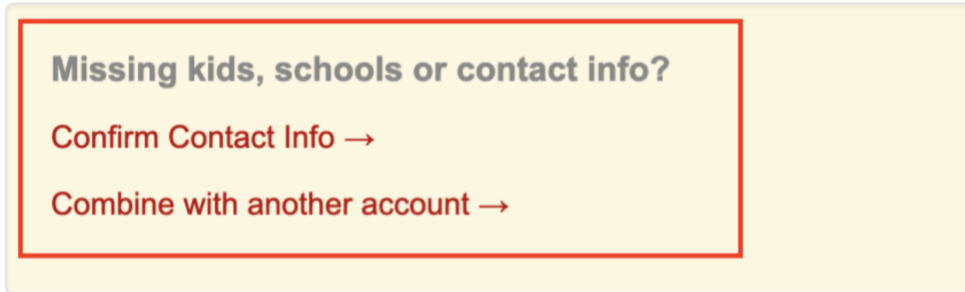 Missing kids, schools or contact info?
Confirm Contact Info →
Combine with another account →